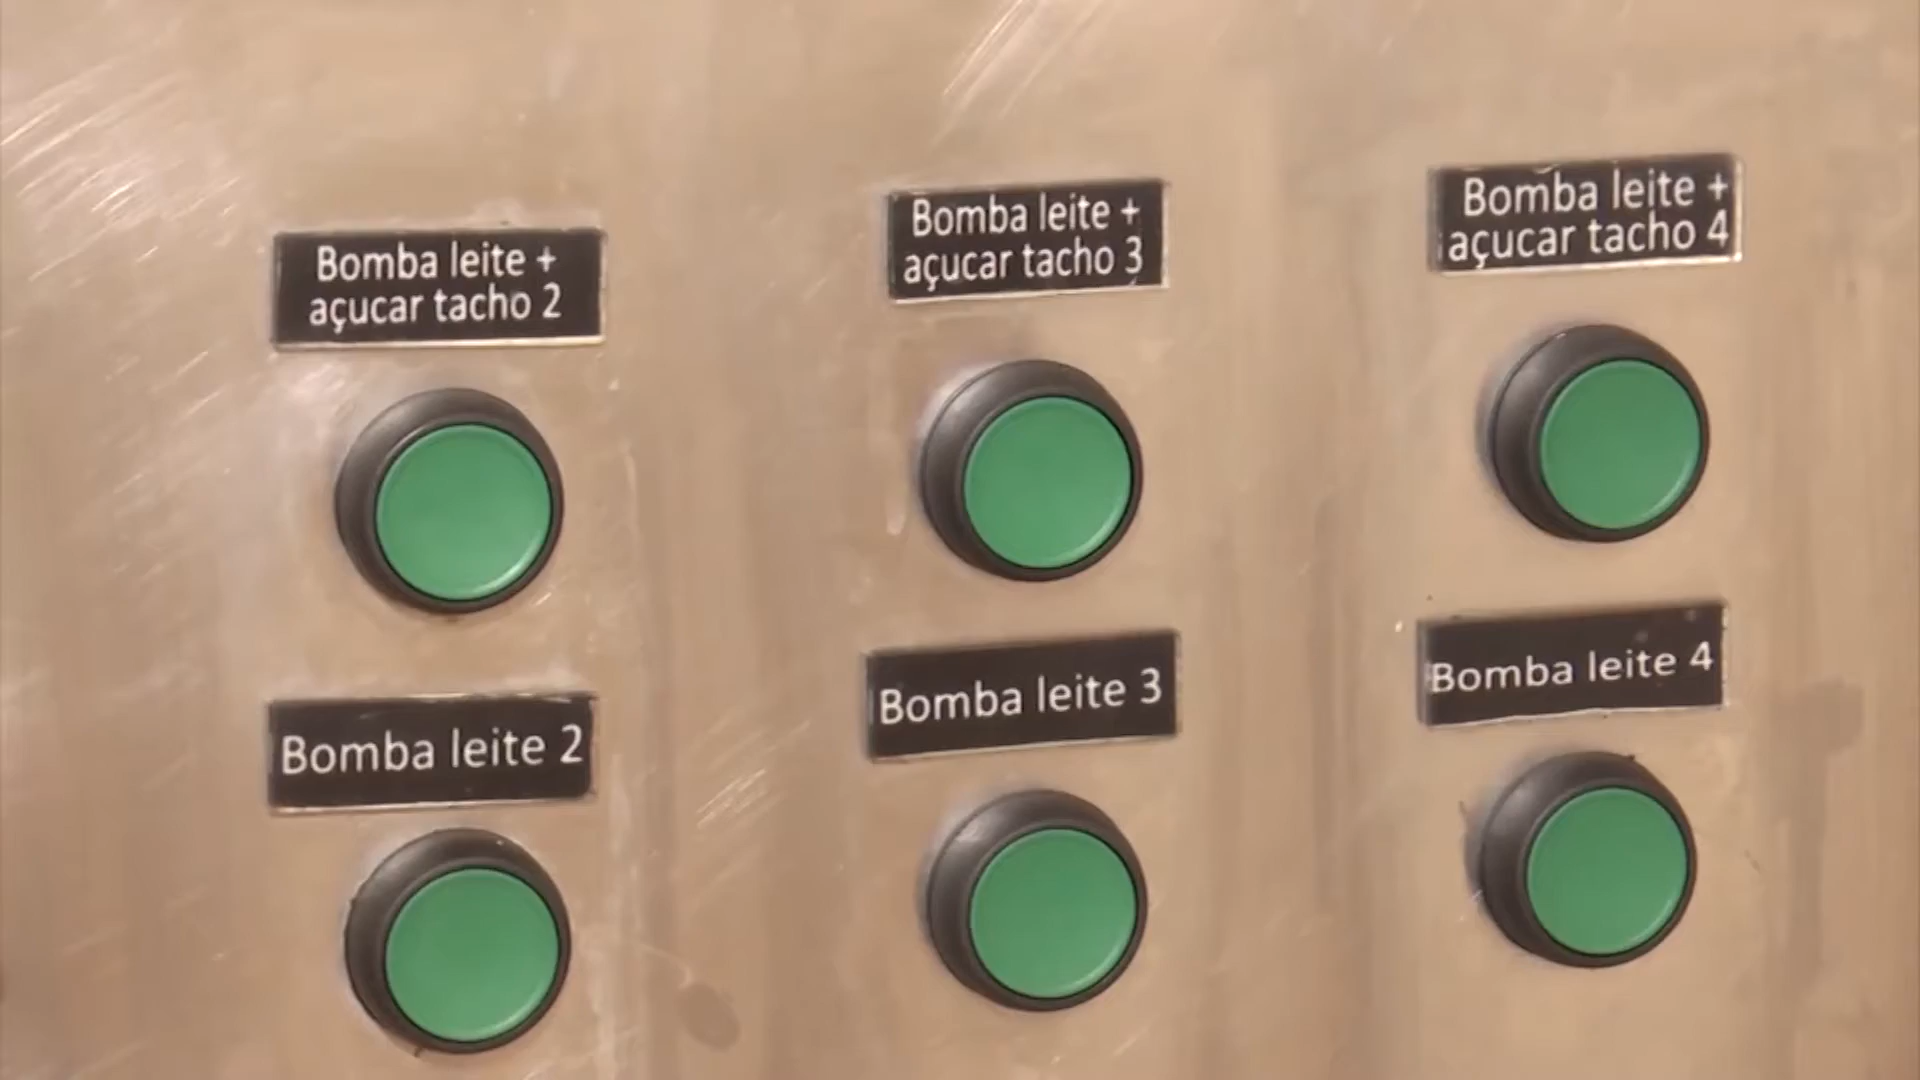 Bomba leite +
açucar tacho 2
Bomba leite +
açucar tacho 3
Bomba leite +
açucar tacho 4
Bomba leite 2
Bomba leite 3
Bomba leite 4